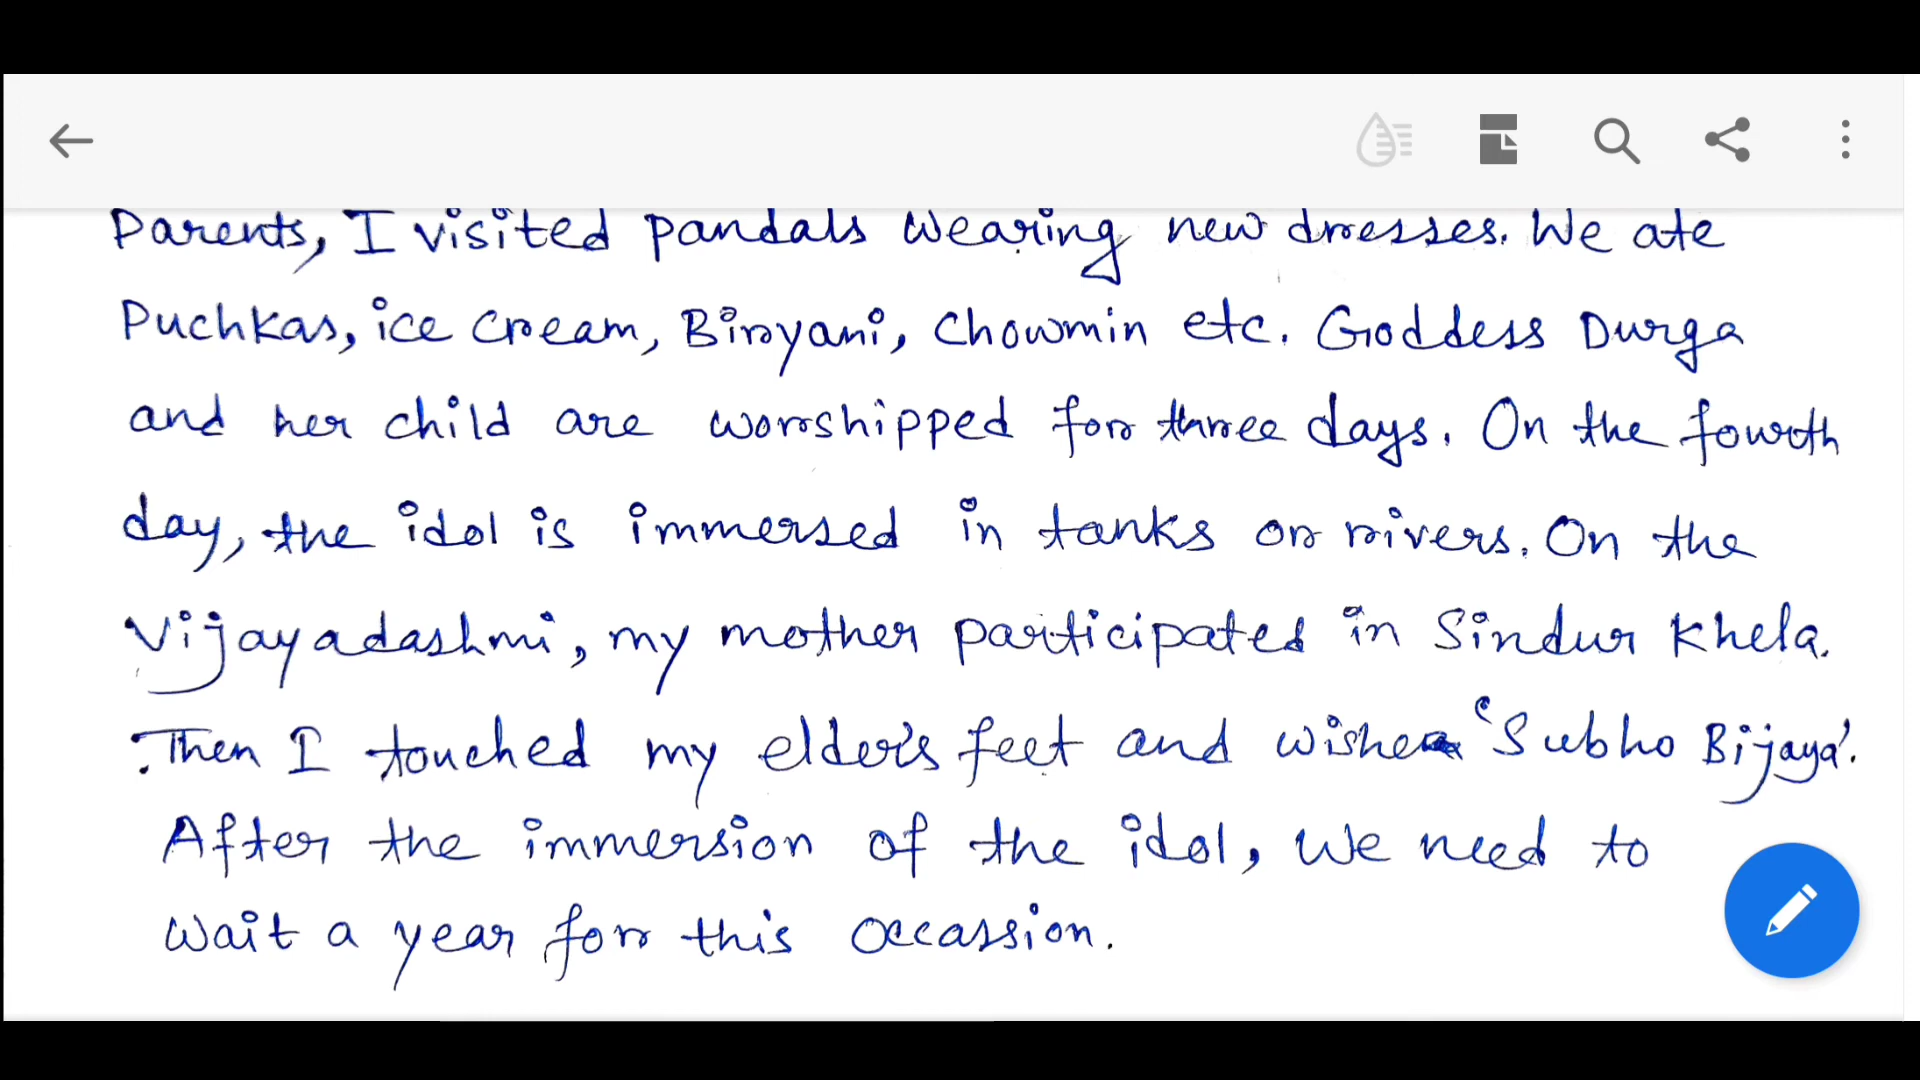 Parents, I visited pandals wearing new dresses. We ate
Puchkas, ice cream, Biryani, Chowmin etc. Goddess Durga
and her child are worshipped for three days. On the fourth
day, the idol is immersed in tanks or rivers. On the
Vijayadashmi, my mother participated in Sindur Khela.
Then I touched my elder's feet and wishe 'Subho Bijaya'.
After the immersion of the idol, we need to
wait a year for this occassion.